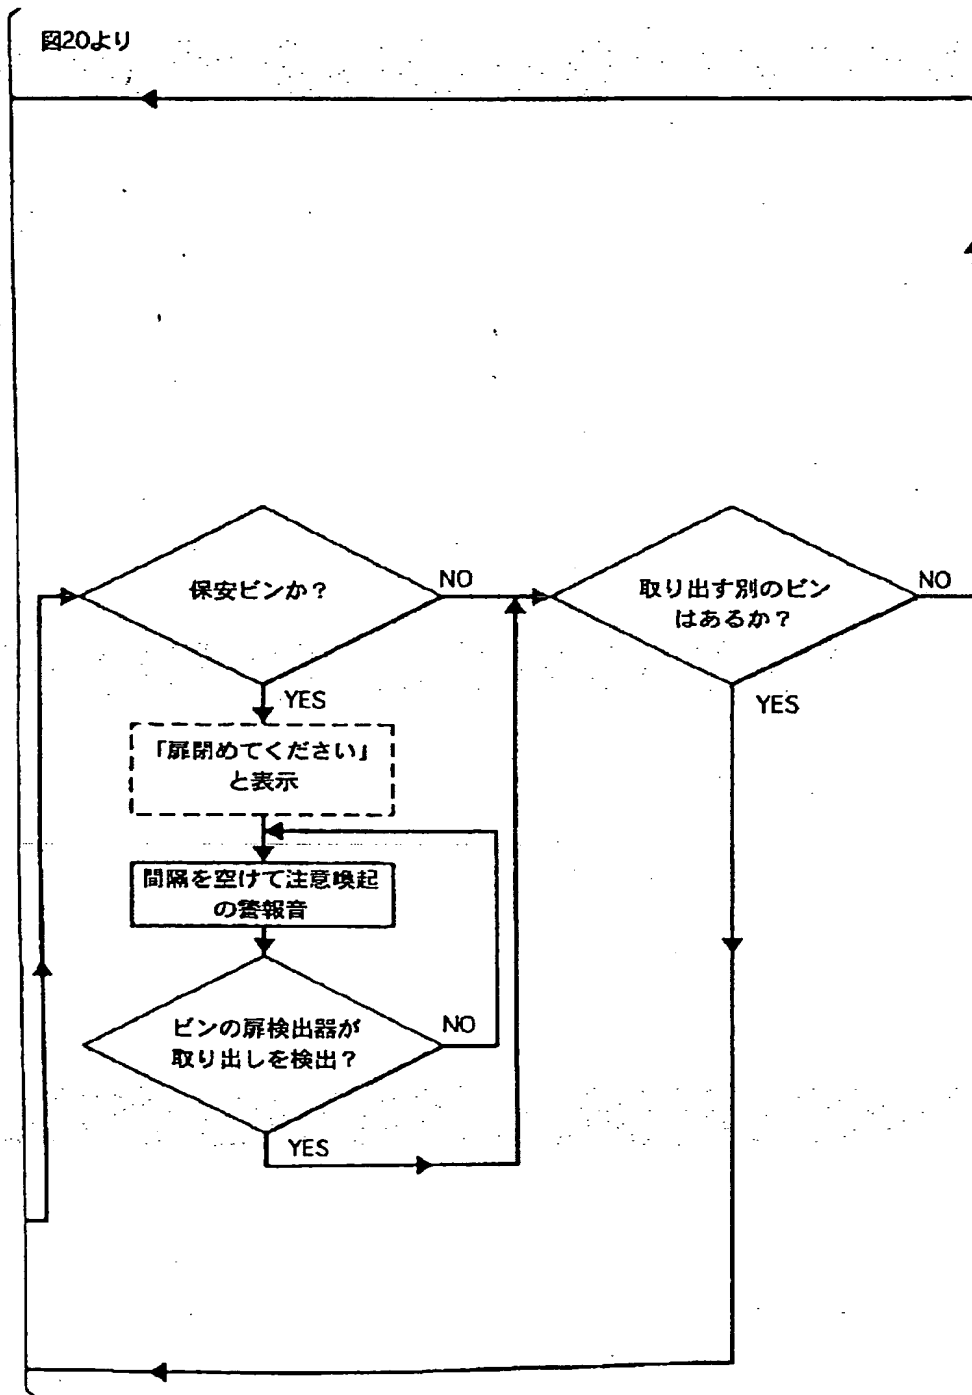 図20より
保安ビンか？
NO
取り出す別のビン
はあるか？
NO
YES
YES
「扉閉めてください」
と表示
間隔を空けて注意喚起
の警報音
ビンの扉検出器が
取り出しを検出？
NO
YES